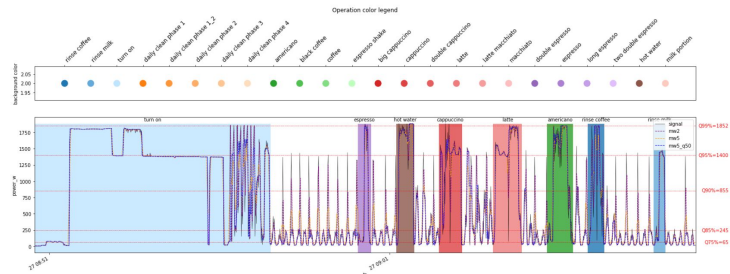 Operation color legend
rinse coffee
rinse milk
turn on
daily clean phase 1
daily clean phase 1_2
daily clean phase 2
daily clean phase 3
daily clean phase 4
americano
black coffee
coffee
espresso shake
big cappuccino
cappuccino
double cappuccino
latte
latte macchiato
macchiato
double espresso
espresso
long espresso
two double espresso
hot water
milk portion
background color
2.05
2.00
1.95
turn on
espresso
hot water
cappuccino
latte
americano
rinse coffee
signal
mw2
mw5
mw5_q50
power_w
1750
1500
1250
1000
750
500
250
0
Q99%=1852
Q95%=1400
Q90%=855
Q85%=245
Q75%=65
27 08:51
27 09:01